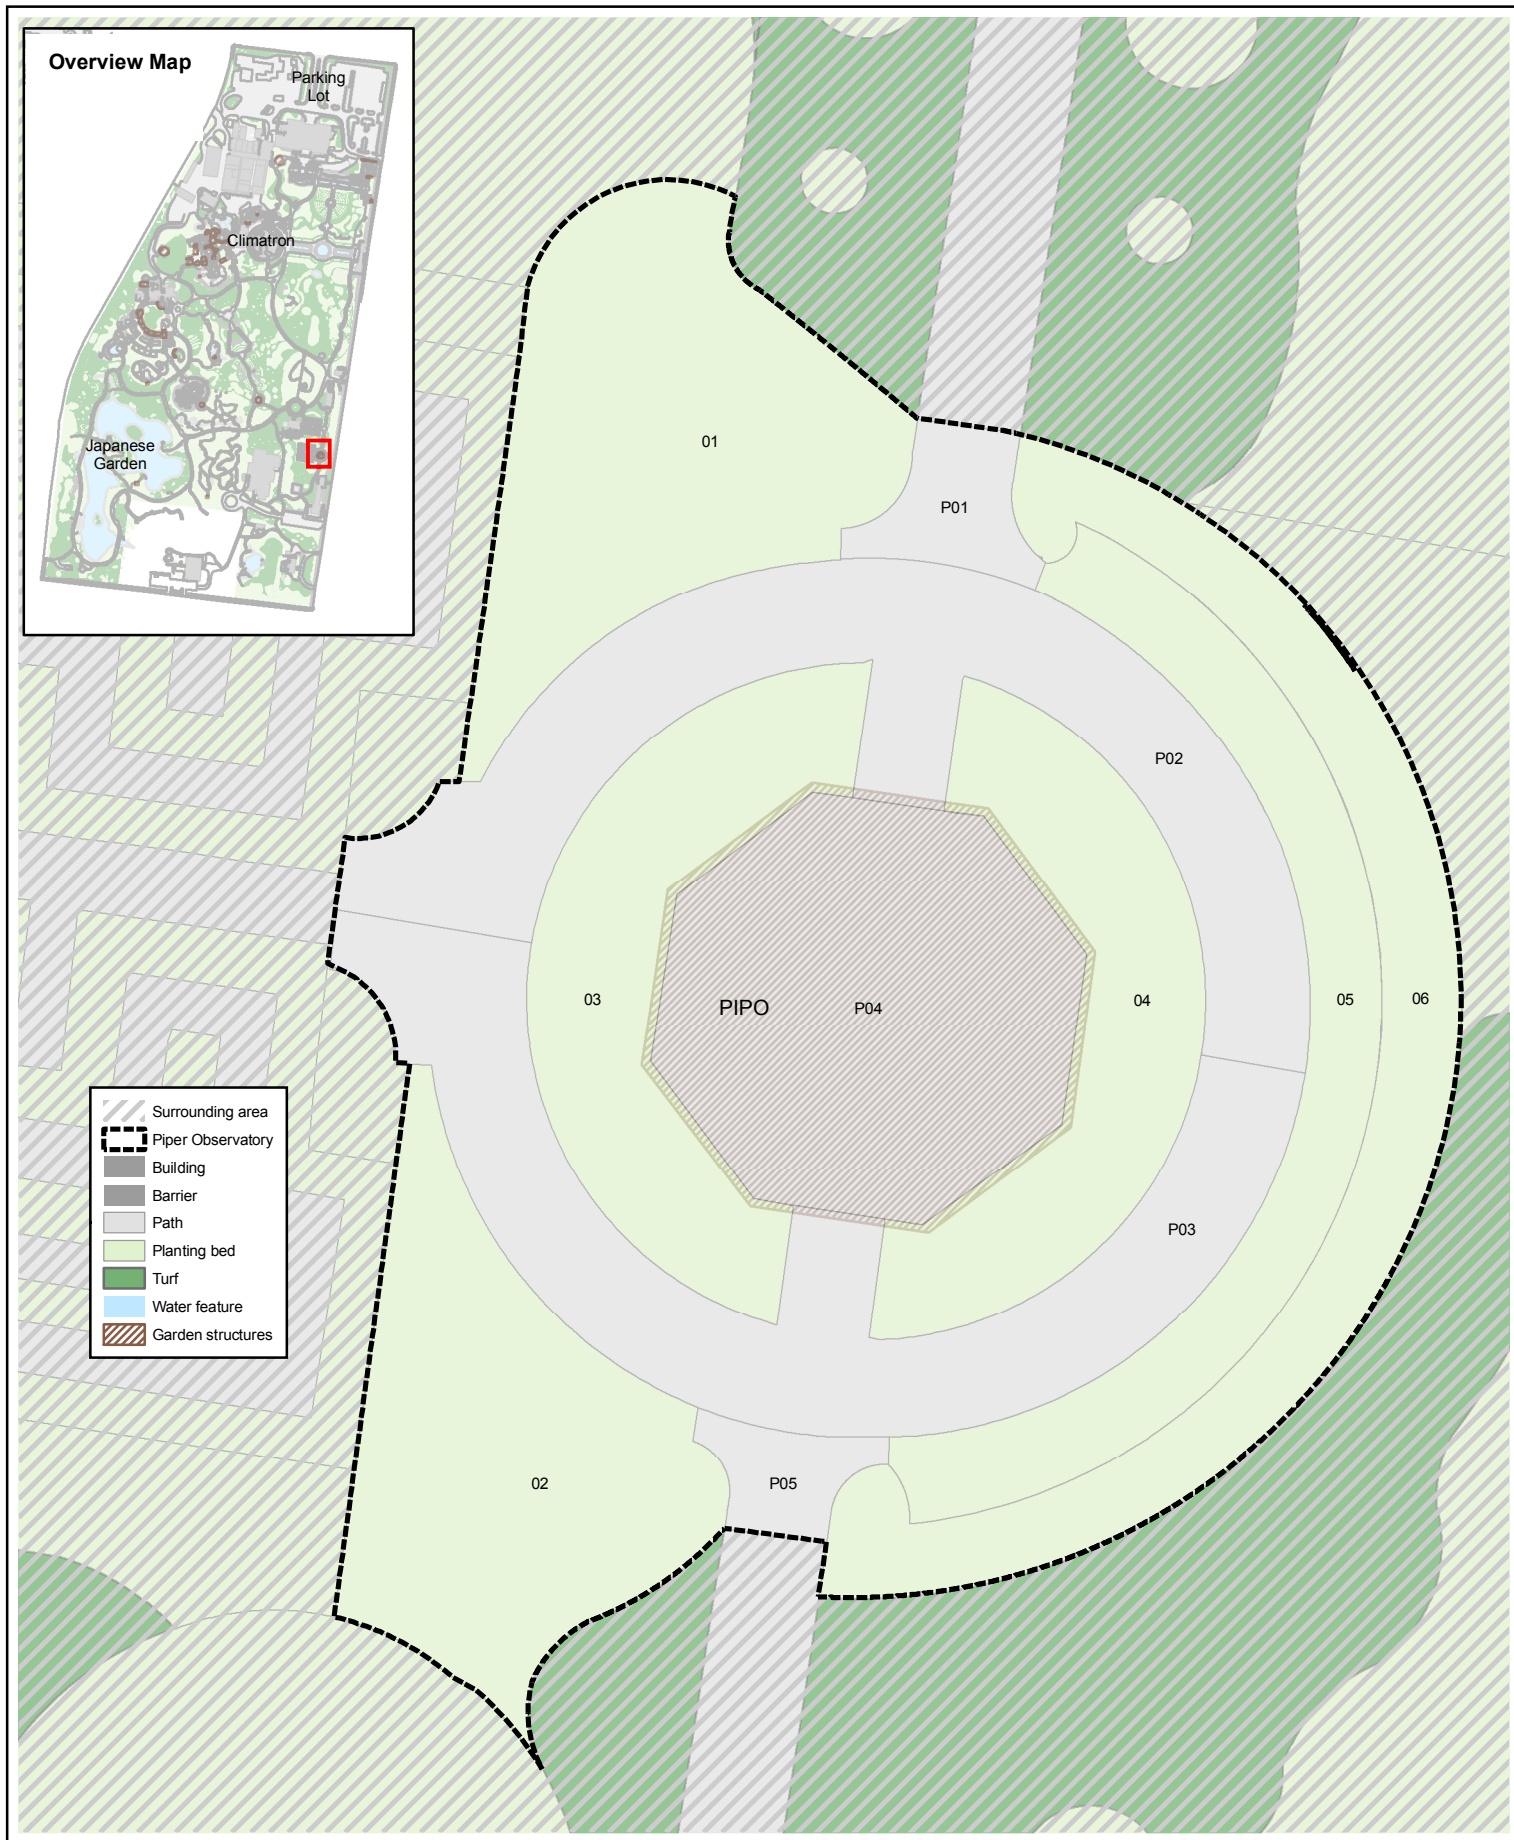 Overview Map
Parking
Lot
Climatron
Japanese
Garden
01
P01
P02
03
PIPO
P04
04
05
06
Surrounding area
Piper Observatory
Building
Barrier
Path
Planting bed
Turf
Water feature
Garden structures
P03
02
P05